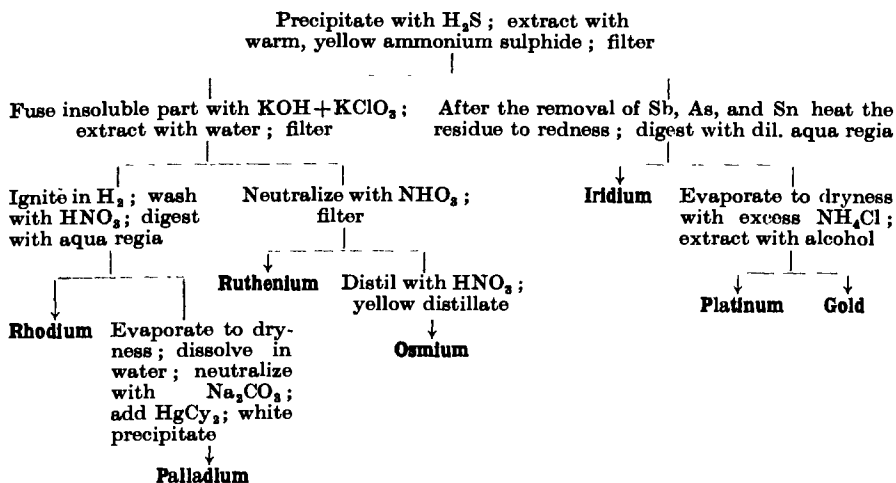 Precipitate with H₂S; extract with
warm, yellow ammonium sulphide; filter
Fuse insoluble part with KOH+KClO₃;
extract with water; filter
After the removal of Sb, As, and Sn heat the
residue to redness; digest with dil. aqua regia
Ignite in H₂; wash
with HNO₃; digest
with aqua regia
Neutralize with NHO₃;
filter
Iridium
Evaporate to dryness
with excess NH₄Cl;
extract with alcohol
Ruthenium
Distil with HNO₃;
yellow distillate
Platinum
Gold
Rhodium
Evaporate to dry-
ness; dissolve in
water; neutralize
with Na₂CO₃;
add HgCy₂; white
precipitate
Osmium
Palladium